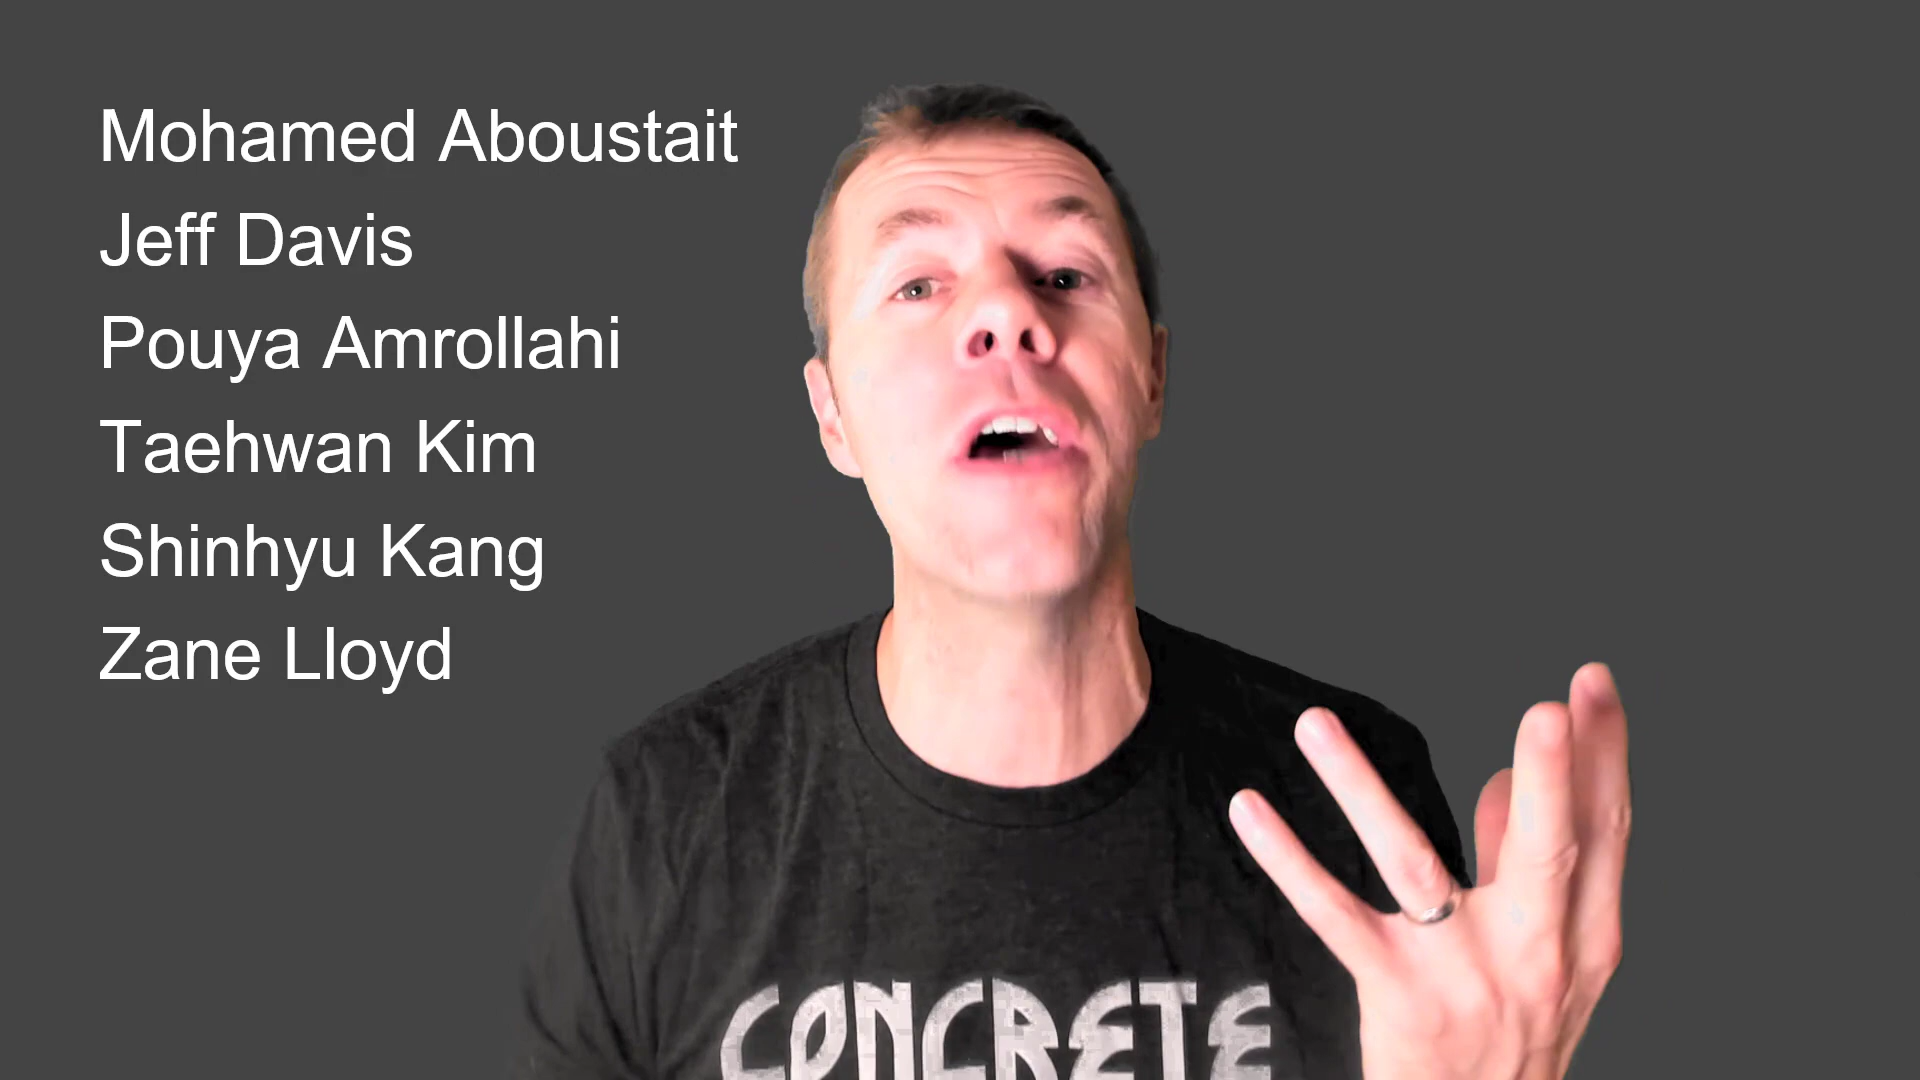 Mohamed Aboustait
Jeff Davis
Pouya Amrollahi
Taehwan Kim
Shinhyu Kang
Zane Lloyd
CONCRETE